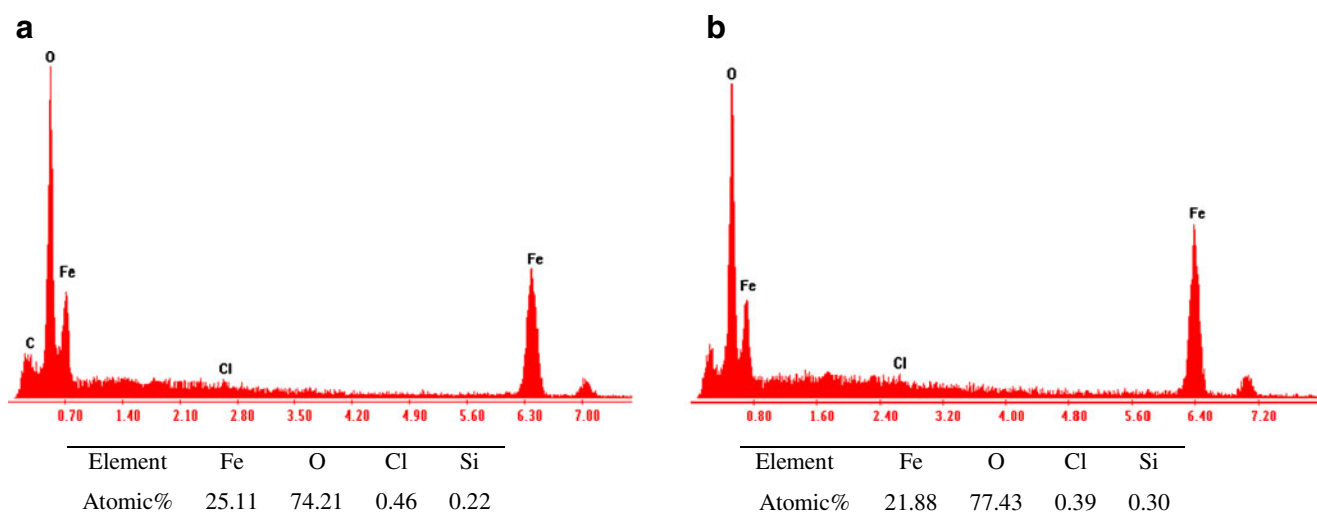 a
O
Fe
C
Cl
Fe
0.70 1.40 2.10 2.80 3.50 4.20 4.90 5.60 6.30 7.00
Element Fe O Cl Si
Atomic% 25.11 74.21 0.46 0.22
b
O
Fe
Cl
Fe
0.80 1.60 2.40 3.20 4.00 4.80 5.60 6.40 7.20
Element Fe O Cl Si
Atomic% 21.88 77.43 0.39 0.30